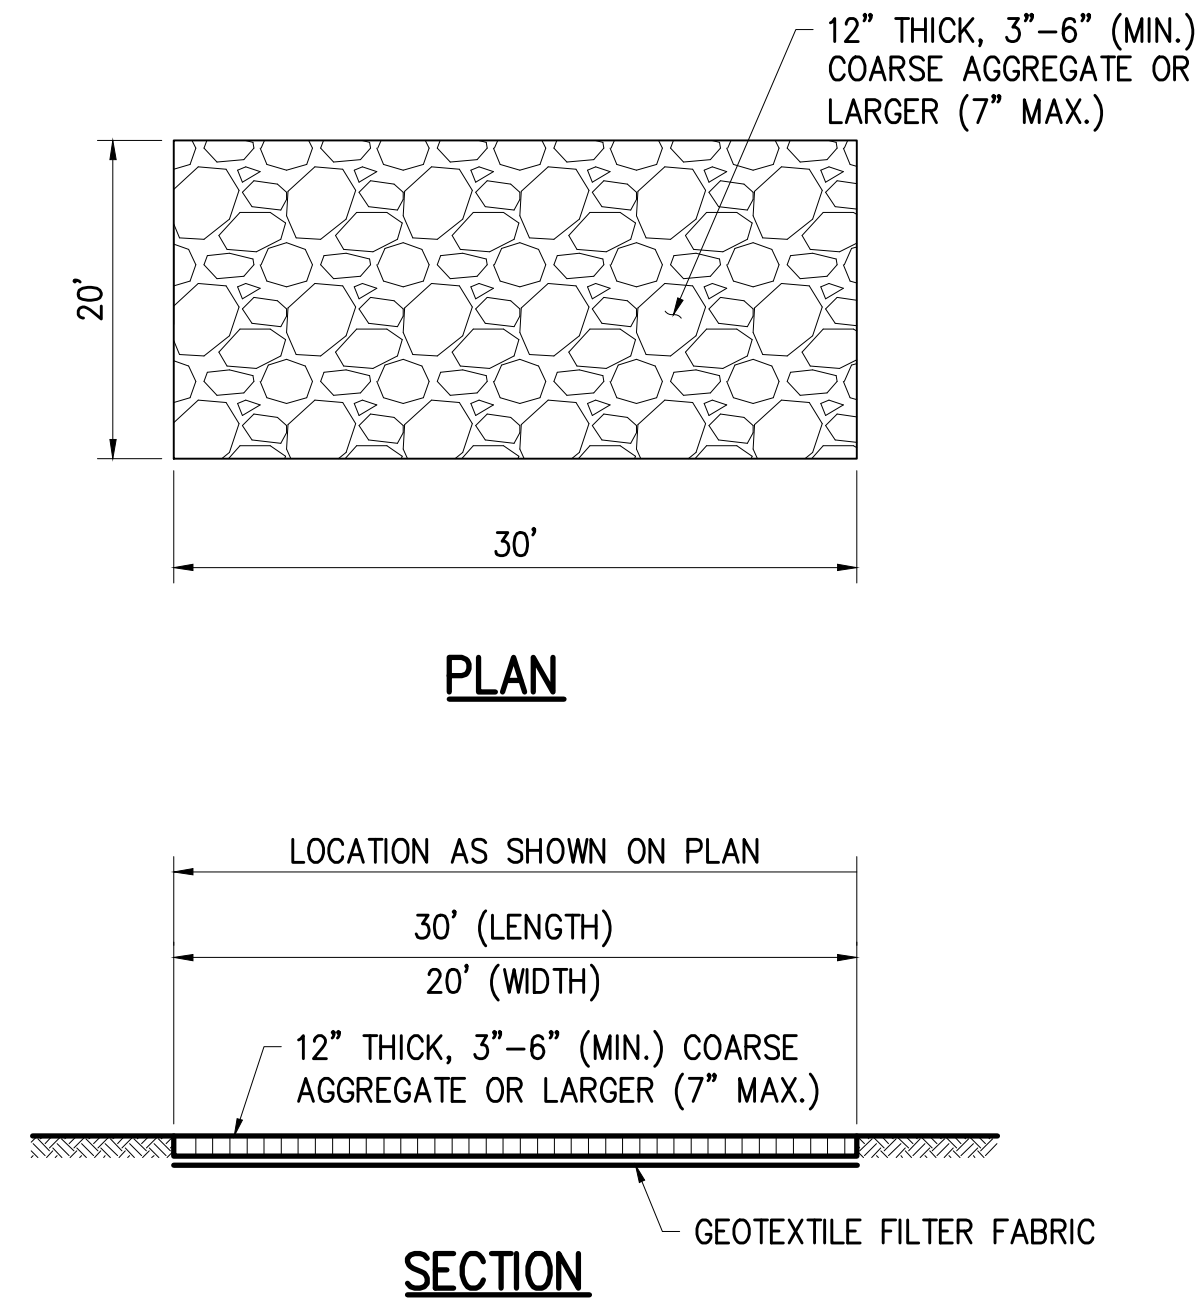 12” THICK, 3”–6” (MIN.)
COARSE AGGREGATE OR
LARGER (7” MAX.)
20’
30’
PLAN
LOCATION AS SHOWN ON PLAN
30’ (LENGTH)
20’ (WIDTH)
12” THICK, 3”–6” (MIN.) COARSE
AGGREGATE OR LARGER (7” MAX.)
GEOTEXTILE FILTER FABRIC
SECTION